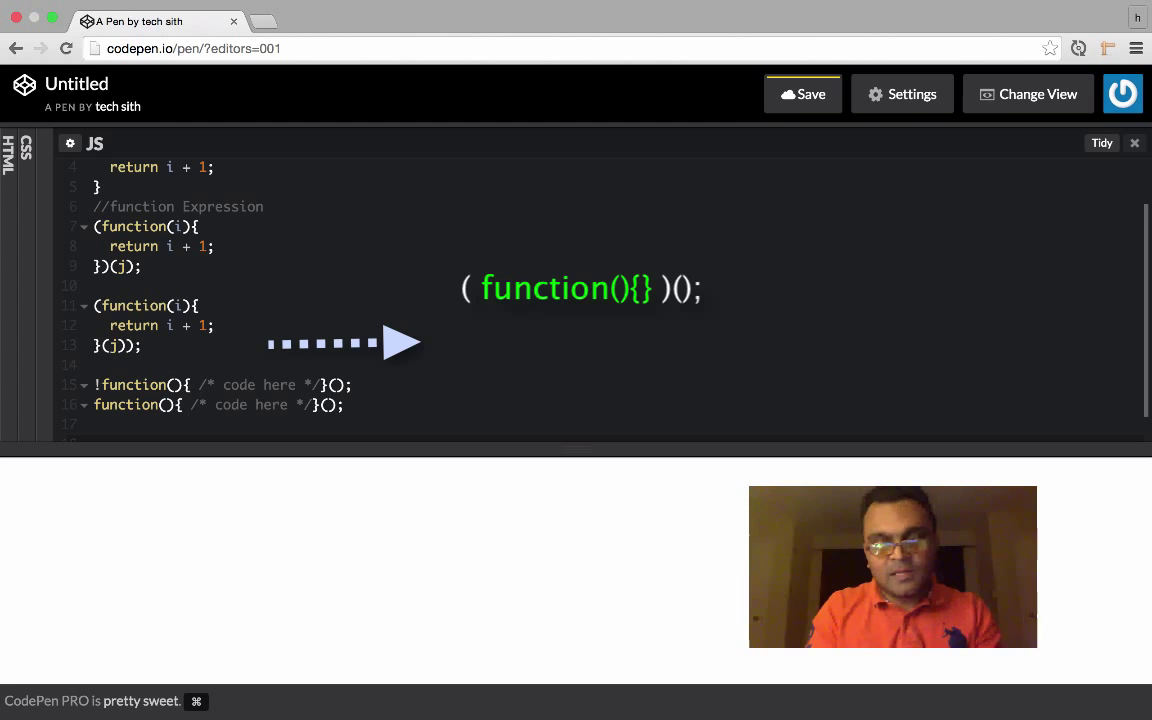 A Pen by tech sith
h
codepen.io/pen/?editors=001
Untitled
A PEN BY tech sith
Save
Settings
Change View
HTML
CSS
JS
Tidy
4 return i + 1;
5 }
6 //function Expression
7 (function(i){
8 return i + 1;
9 })(j);
10
11 (function(i){
12 return i + 1;
13 }(j));
14
15 !function(){ /* code here */}();
16 function(){ /* code here */}();
17
( function(){} )();
CodePen PRO is pretty sweet. ⌘